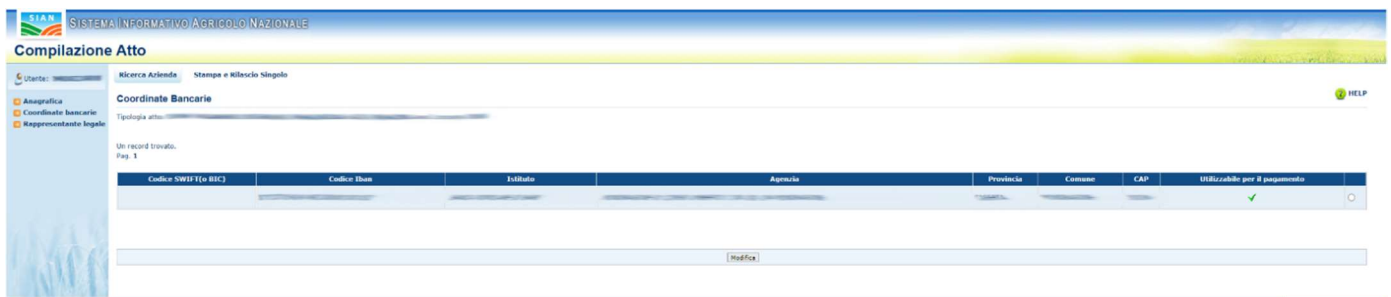 SIAN
SISTEMA INFORMATIVO AGRICOLO NAZIONALE
Compilazione Atto
Utente:
Ricerca Azienda Stampa e Rilascio Singolo
Anagrafica
Coordinate bancarie
Rappresentante legale
Coordinate Bancarie
HELP
Tipologia atto:
Un record trovato.
Pag. 1
Codice SWIFT(o BIC) Codice Iban Istituto Agenzia Provincia Comune CAP Utilizzabile per il pagamento
Modifica